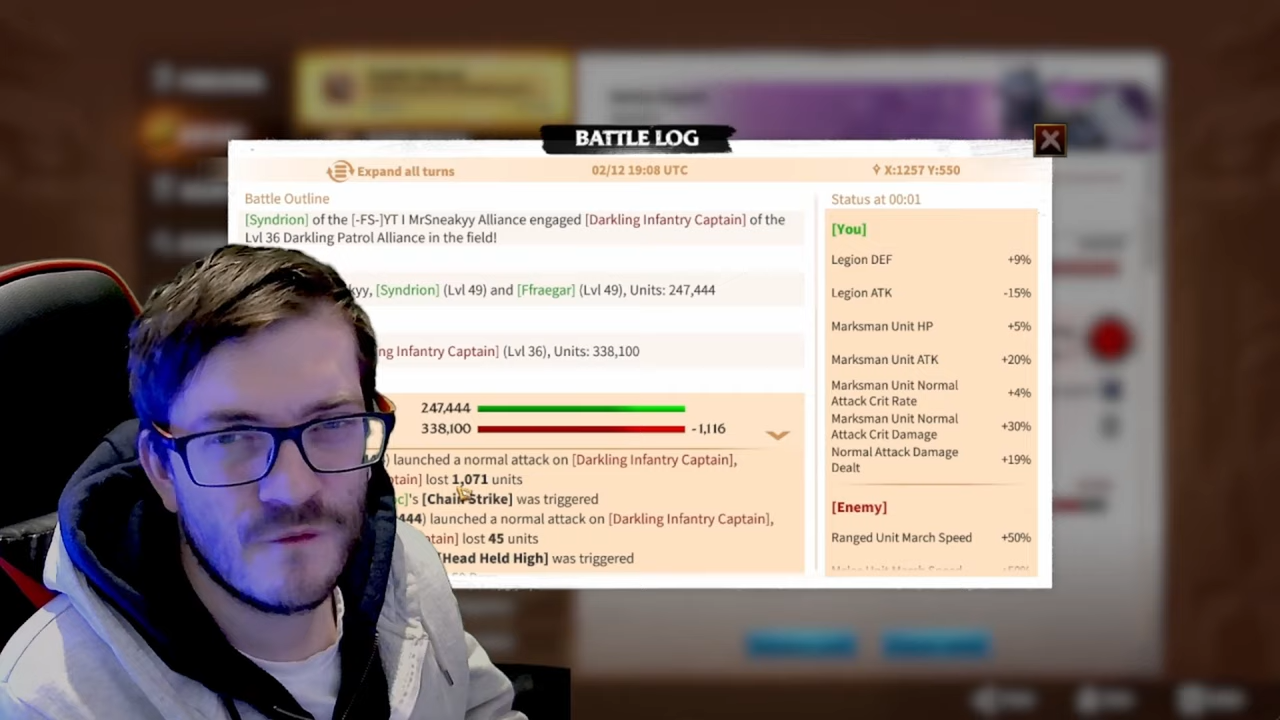 BATTLE LOG
Expand all turns
02/12 19:08 UTC
X:1257 Y:550
Battle Outline
[Syndrion] of the [-FS-]YT I MrSneakyy Alliance engaged [Darkling Infantry Captain] of the
Lvl 36 Darkling Patrol Alliance in the field!
kyy, [Syndrion] (Lvl 49) and [Ffraegar] (Lvl 49), Units: 247,444
ng Infantry Captain] (Lvl 36), Units: 338,100
247,444
338,100 -1,116
launched a normal attack on [Darkling Infantry Captain],
ptain] lost 1,071 units
's [Chain Strike] was triggered
444) launched a normal attack on [Darkling Infantry Captain],
ptain] lost 45 units
[Head Held High] was triggered
Status at 00:01
[You]
Legion DEF +9%
Legion ATK -15%
Marksman Unit HP +5%
Marksman Unit ATK +20%
Marksman Unit Normal
Attack Crit Rate +4%
Marksman Unit Normal
Attack Crit Damage +30%
Normal Attack Damage
Dealt +19%
[Enemy]
Ranged Unit March Speed +50%